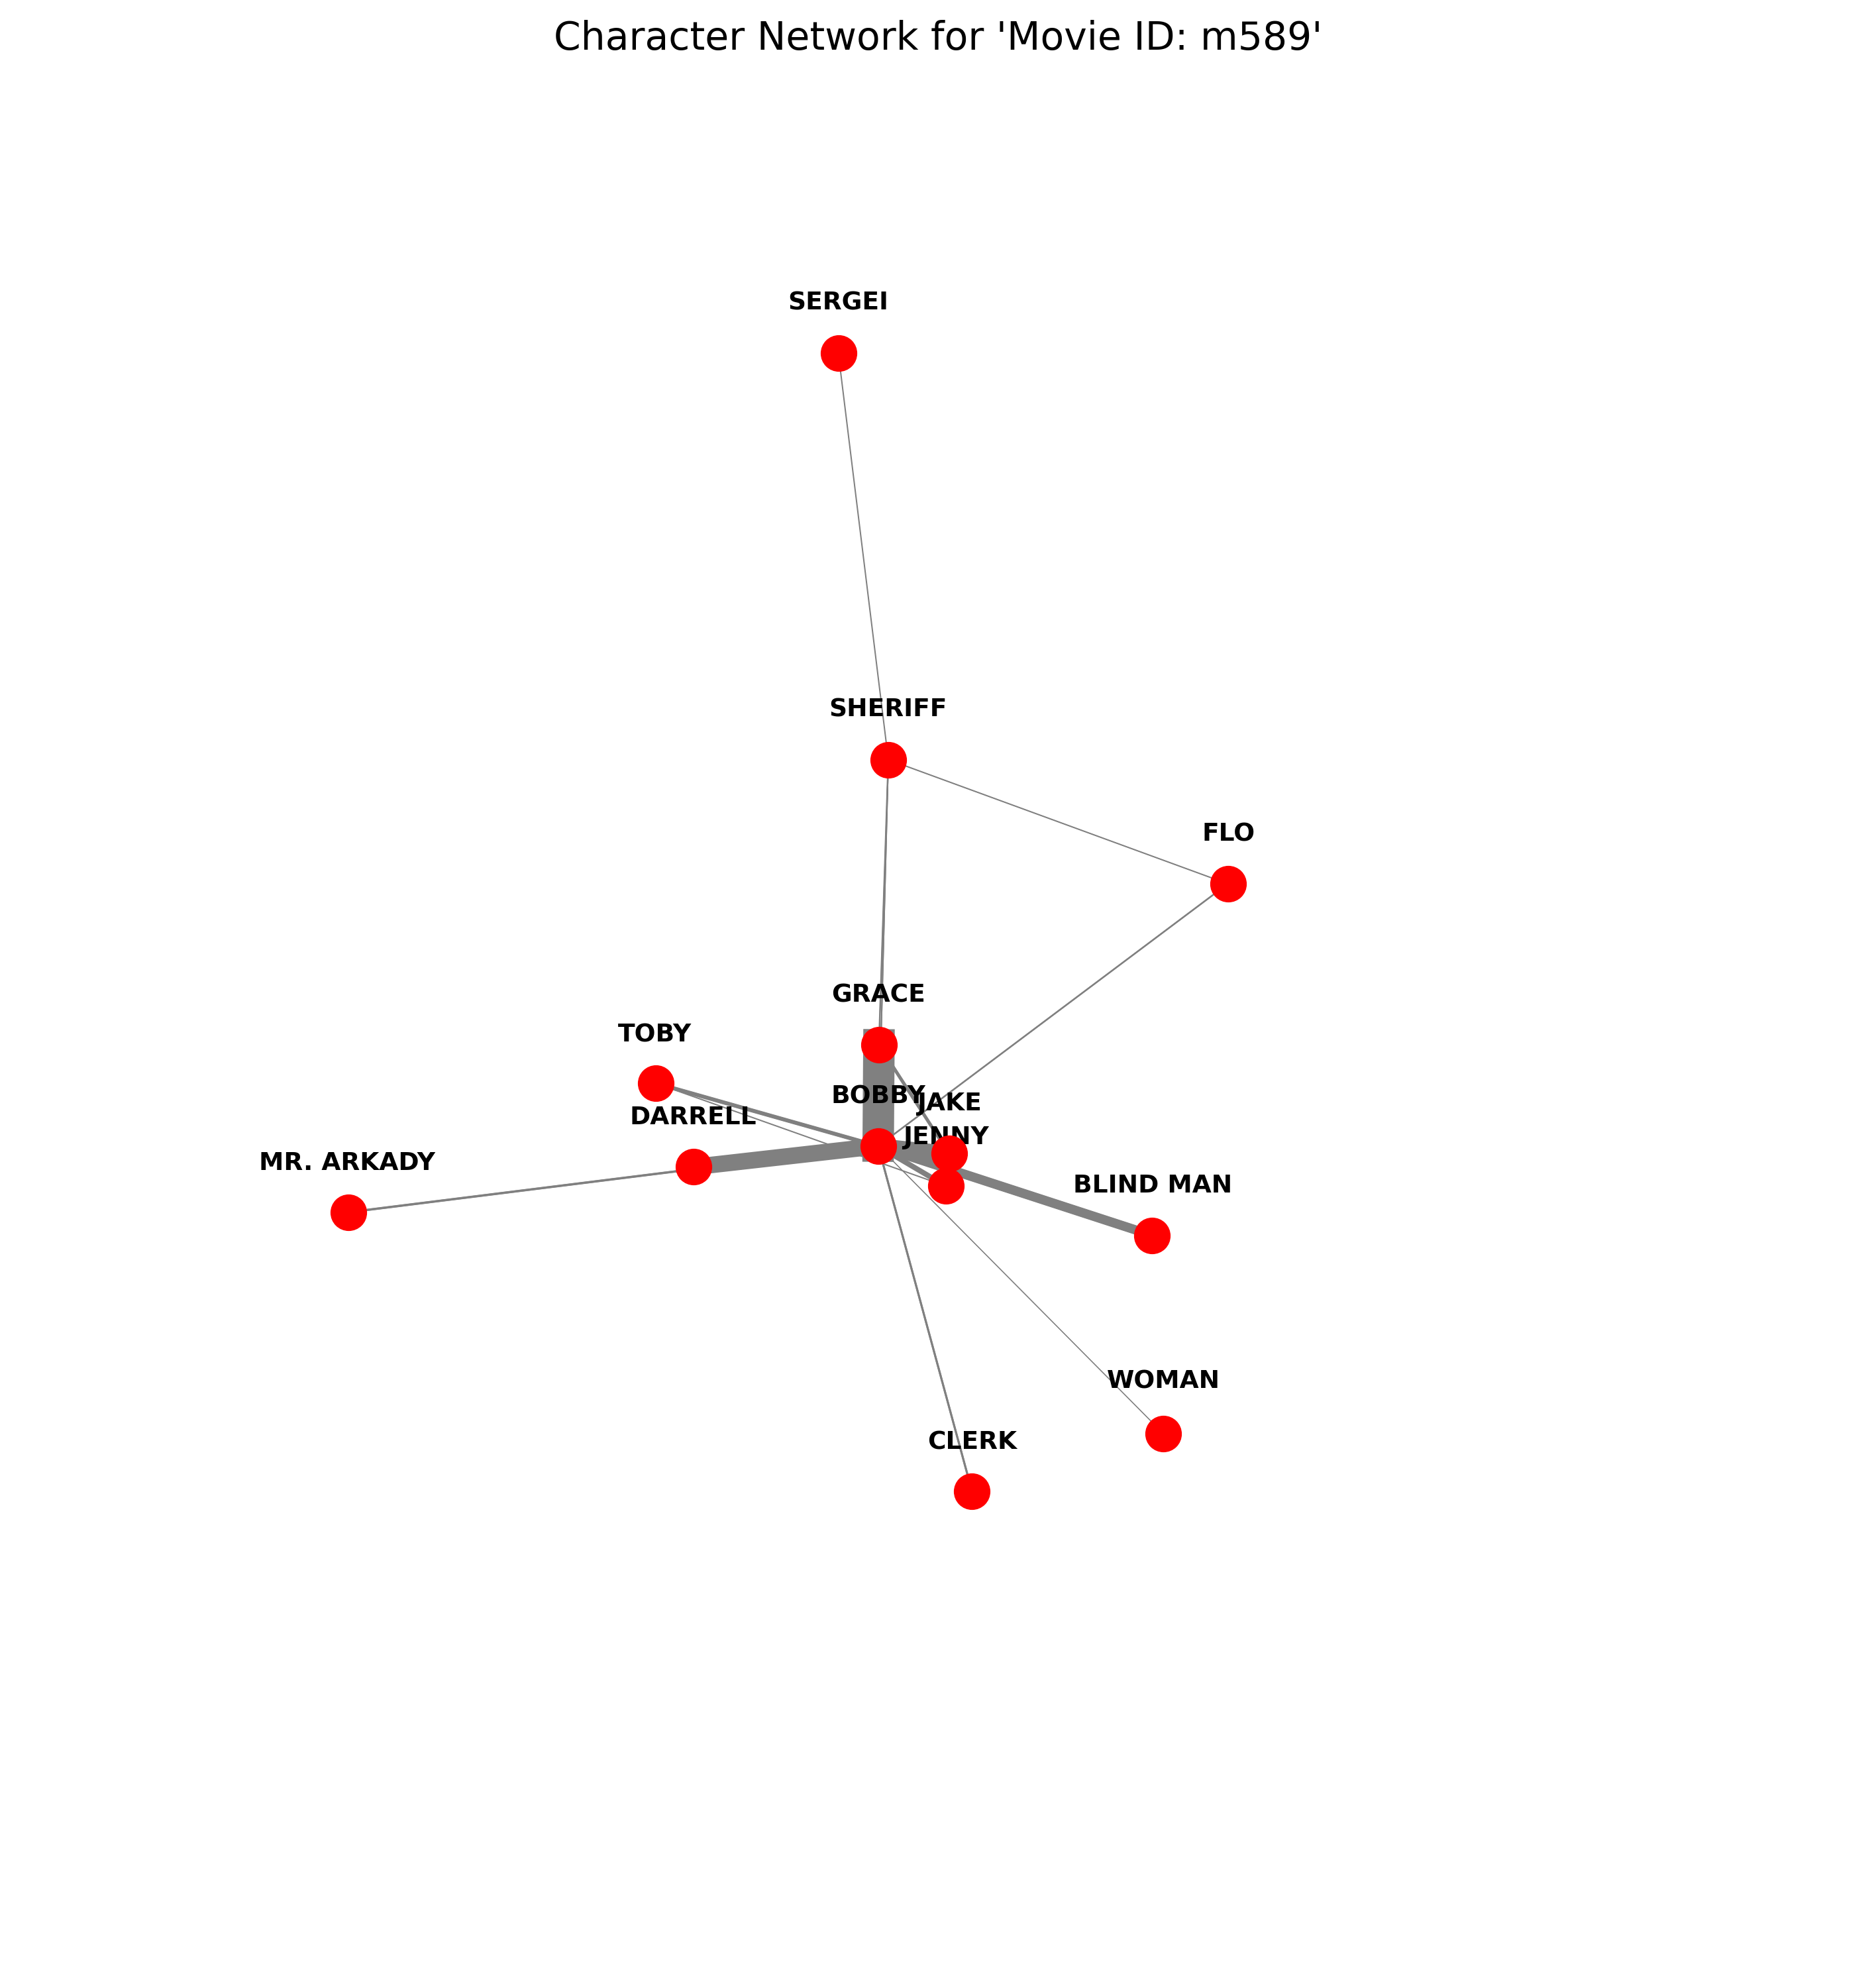 Character Network for 'Movie ID: m589'
SERGEI
SHERIFF
FLO
GRACE
TOBY
BOBBY
JAKE
DARRELL
JENNY
MR. ARKADY
BLIND MAN
WOMAN
CLERK